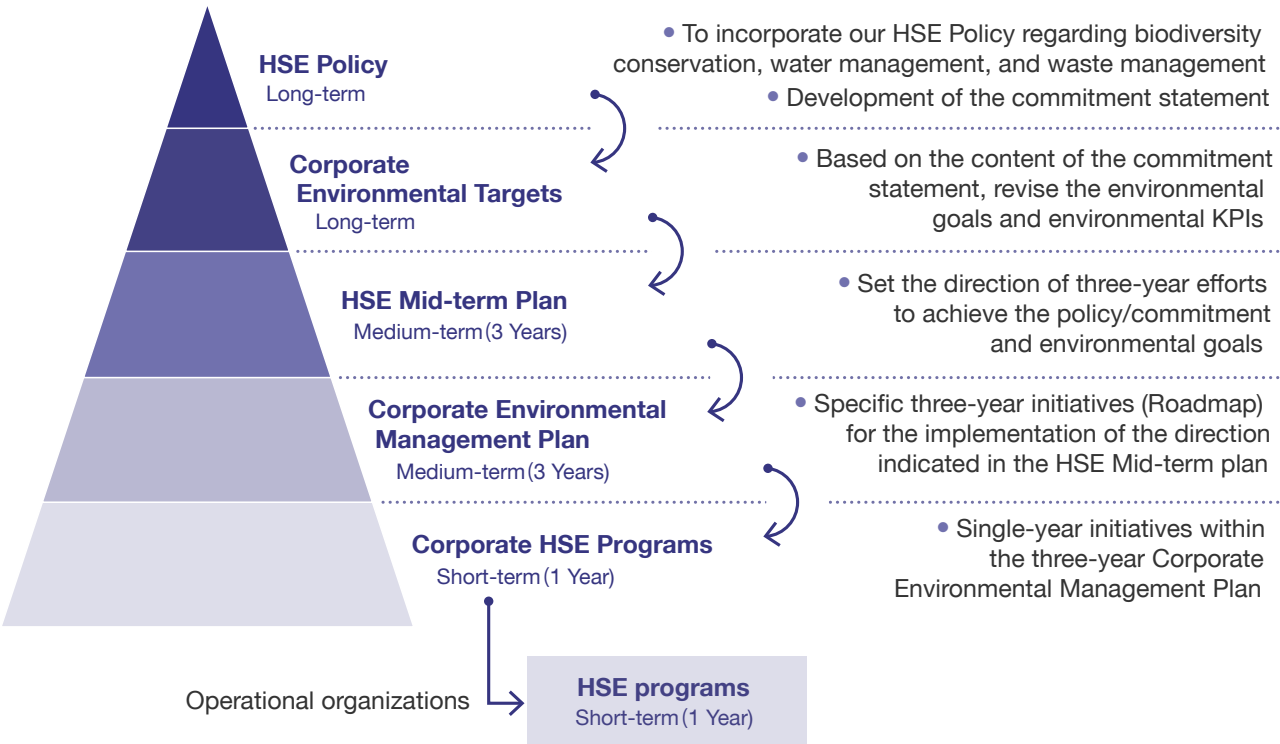 HSE Policy
Long-term
• To incorporate our HSE Policy regarding biodiversity
conservation, water management, and waste management
• Development of the commitment statement
Corporate
Environmental Targets
Long-term
• Based on the content of the commitment
statement, revise the environmental
goals and environmental KPIs
HSE Mid-term Plan
Medium-term (3 Years)
• Set the direction of three-year efforts
to achieve the policy/commitment
and environmental goals
Corporate Environmental
Management Plan
Medium-term (3 Years)
• Specific three-year initiatives (Roadmap)
for the implementation of the direction
indicated in the HSE Mid-term plan
Corporate HSE Programs
Short-term (1 Year)
• Single-year initiatives within
the three-year Corporate
Environmental Management Plan
Operational organizations
HSE programs
Short-term (1 Year)